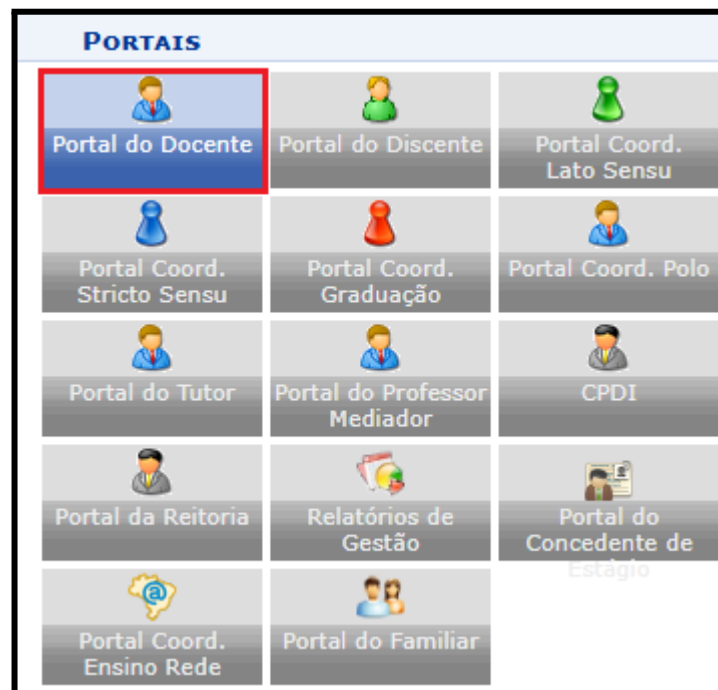 PORTAIS
Portal do Docente
Portal do Discente
Portal Coord.
Lato Sensu
Portal Coord.
Stricto Sensu
Portal Coord.
Graduação
Portal Coord. Polo
Portal do Tutor
Portal do Professor
Mediador
CPDI
Portal da Reitoria
Relatórios de
Gestão
Portal do
Concedente de
Estágio
Portal Coord.
Ensino Rede
Portal do Familiar